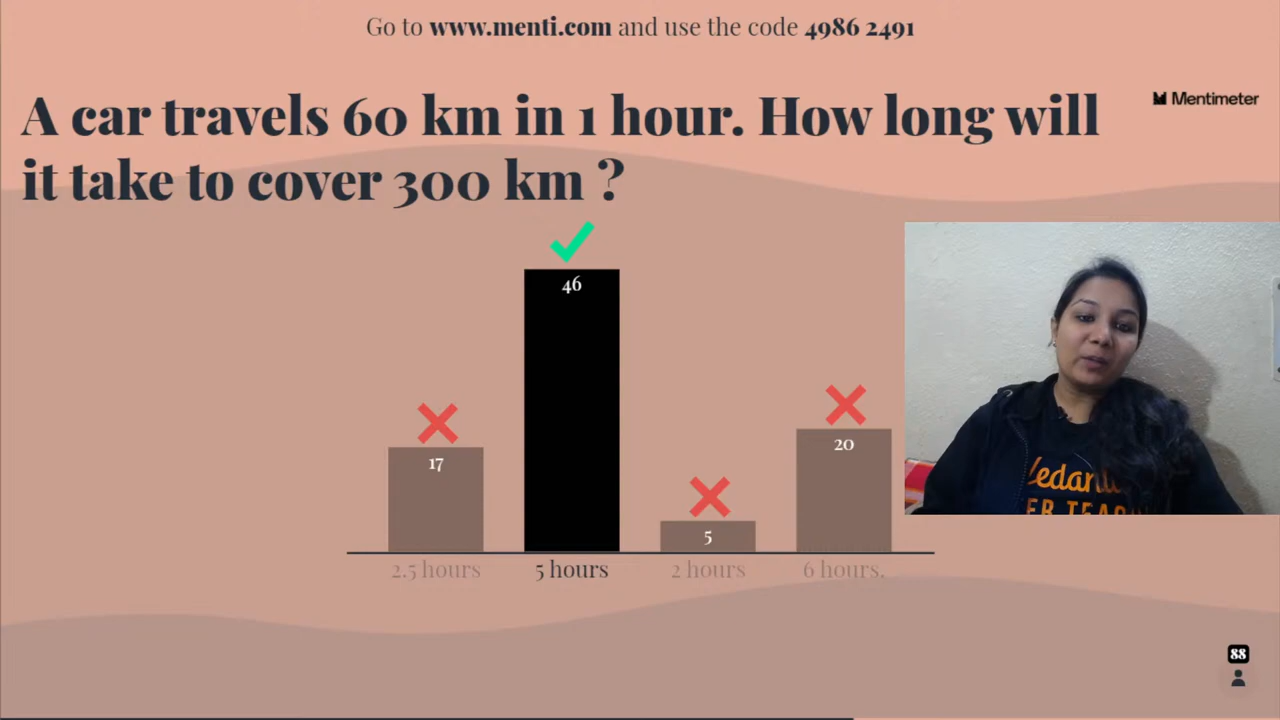 Go to www.menti.com and use the code 4986 2491
Mentimeter
A car travels 60 km in 1 hour. How long will
it take to cover 300 km ?
46
20
17
5
2.5 hours
5 hours
2 hours
6 hours.
88